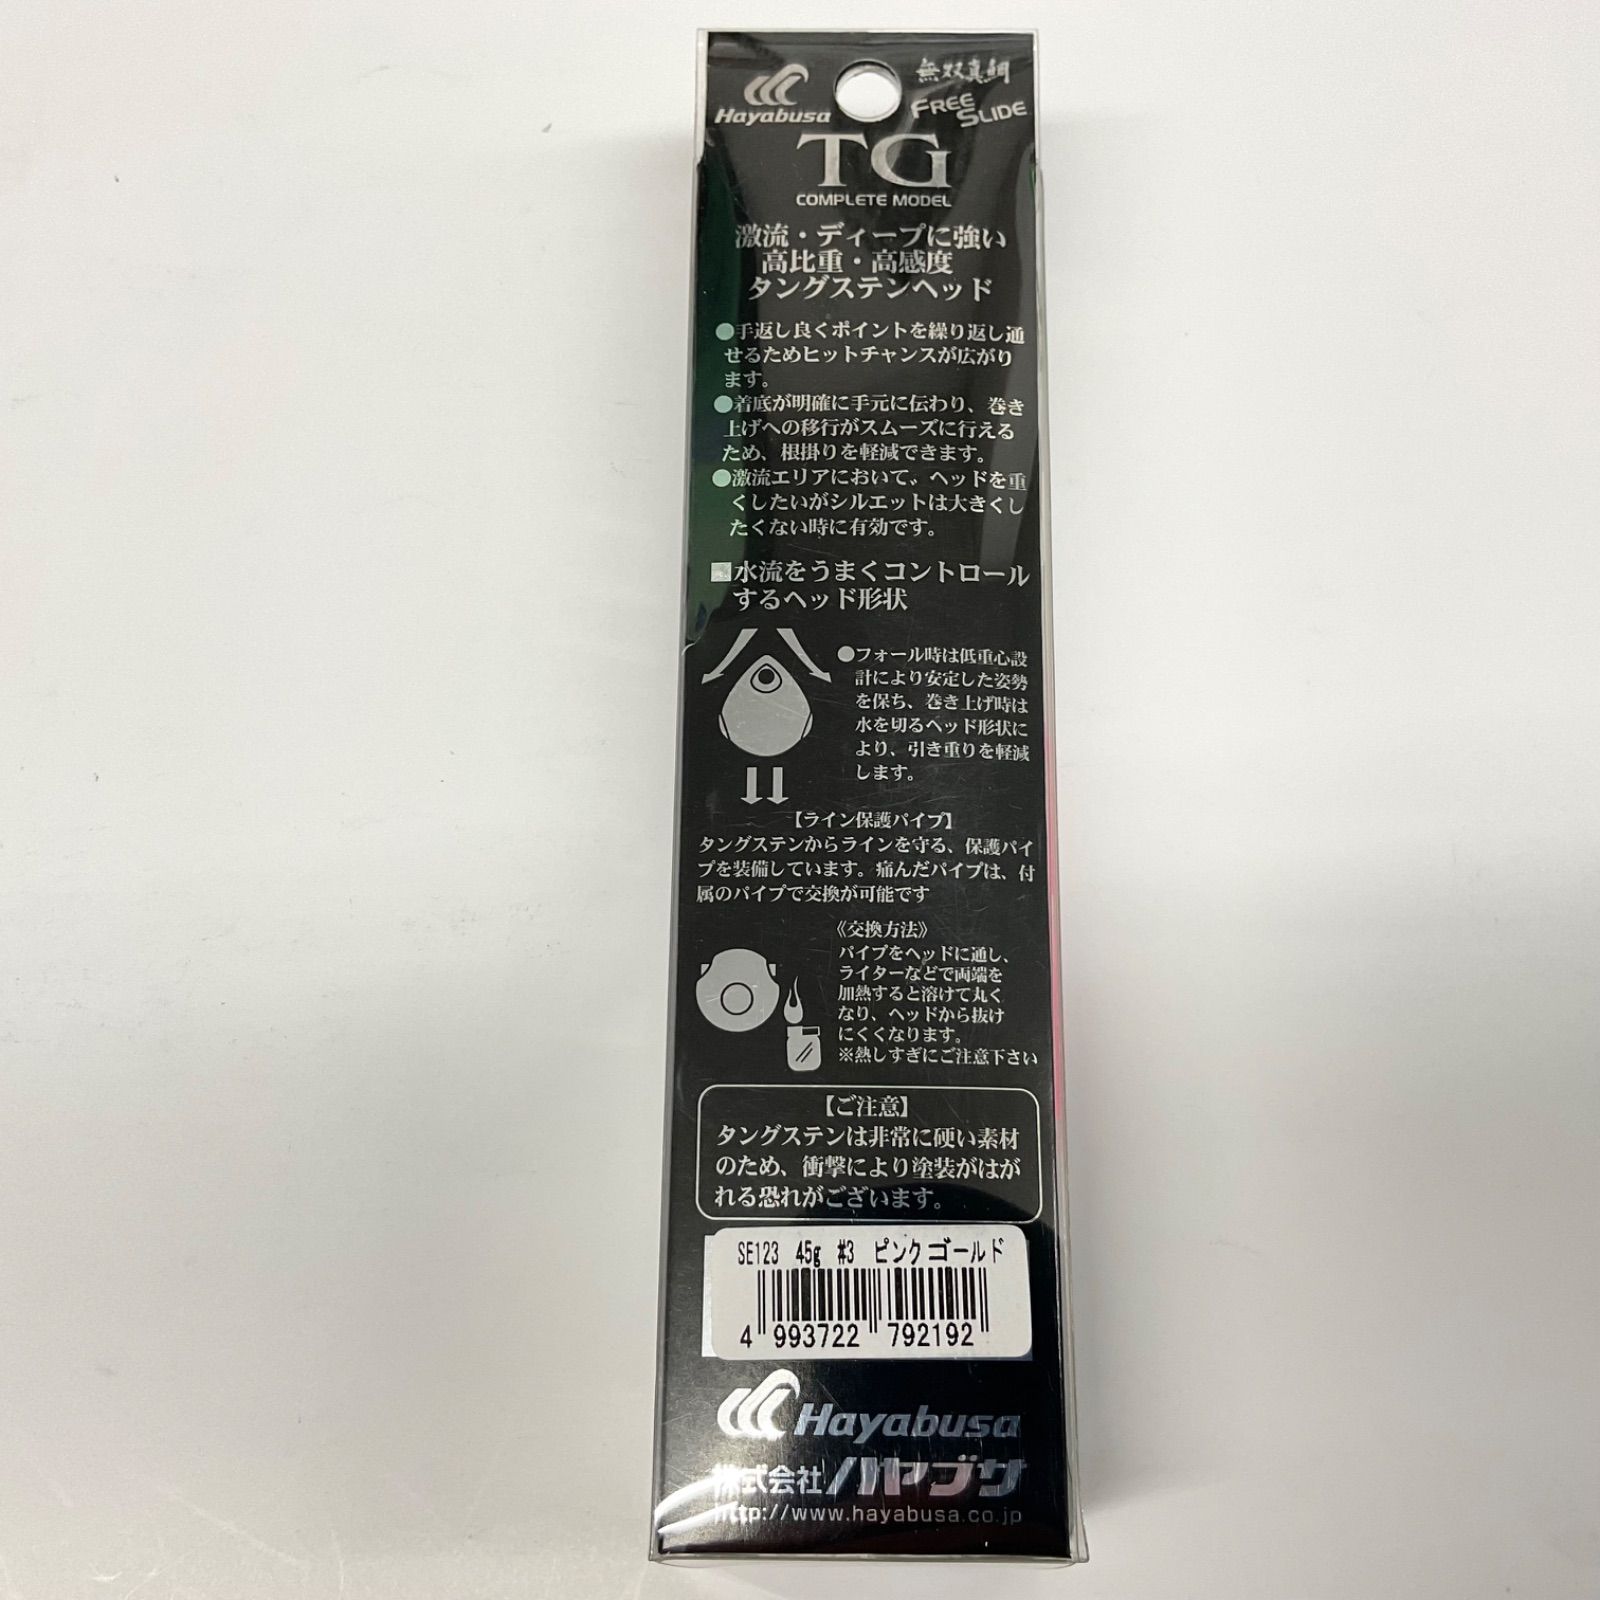 Hayabusa
無双真鯛
FREE
SLIDE
TG
COMPLETE MODEL
激流・ディープに強い
高比重・高感度
タングステンヘッド
●手返し良くポイントを繰り返し通
せるためヒットチャンスが広がり
ます。
●着底が明確に手元に伝わり、巻き
上げへの移行がスムーズに行える
ため、根掛りを軽減できます。
●激流エリアにおいて、ヘッドを重
くしたいがシルエットは大きくし
たくない時に有効です。
■水流をうまくコントロール
するヘッド形状
●フォール時は低重心設
計により安定した姿勢
を保ち、巻き上げ時は
水を切るヘッド形状に
より、引き重りを軽減
します。
【ライン保護パイプ】
タングステンからラインを守る、保護パイ
プを装備しています。痛んだパイプは、付
属のパイプで交換が可能です
《交換方法》
パイプをヘッドに通し、
ライターなどで両端を
加熱すると溶けて丸く
なり、ヘッドから抜け
にくくなります。
※熱しすぎにご注意下さい
【ご注意】
タングステンは非常に硬い素材
のため、衝撃により塗装がはが
れる恐れがございます。
SE123 45g #3 ピンクゴールド
4 993722 792192
Hayabusa
株式会社ハヤブサ
http://www.hayabusa.co.jp